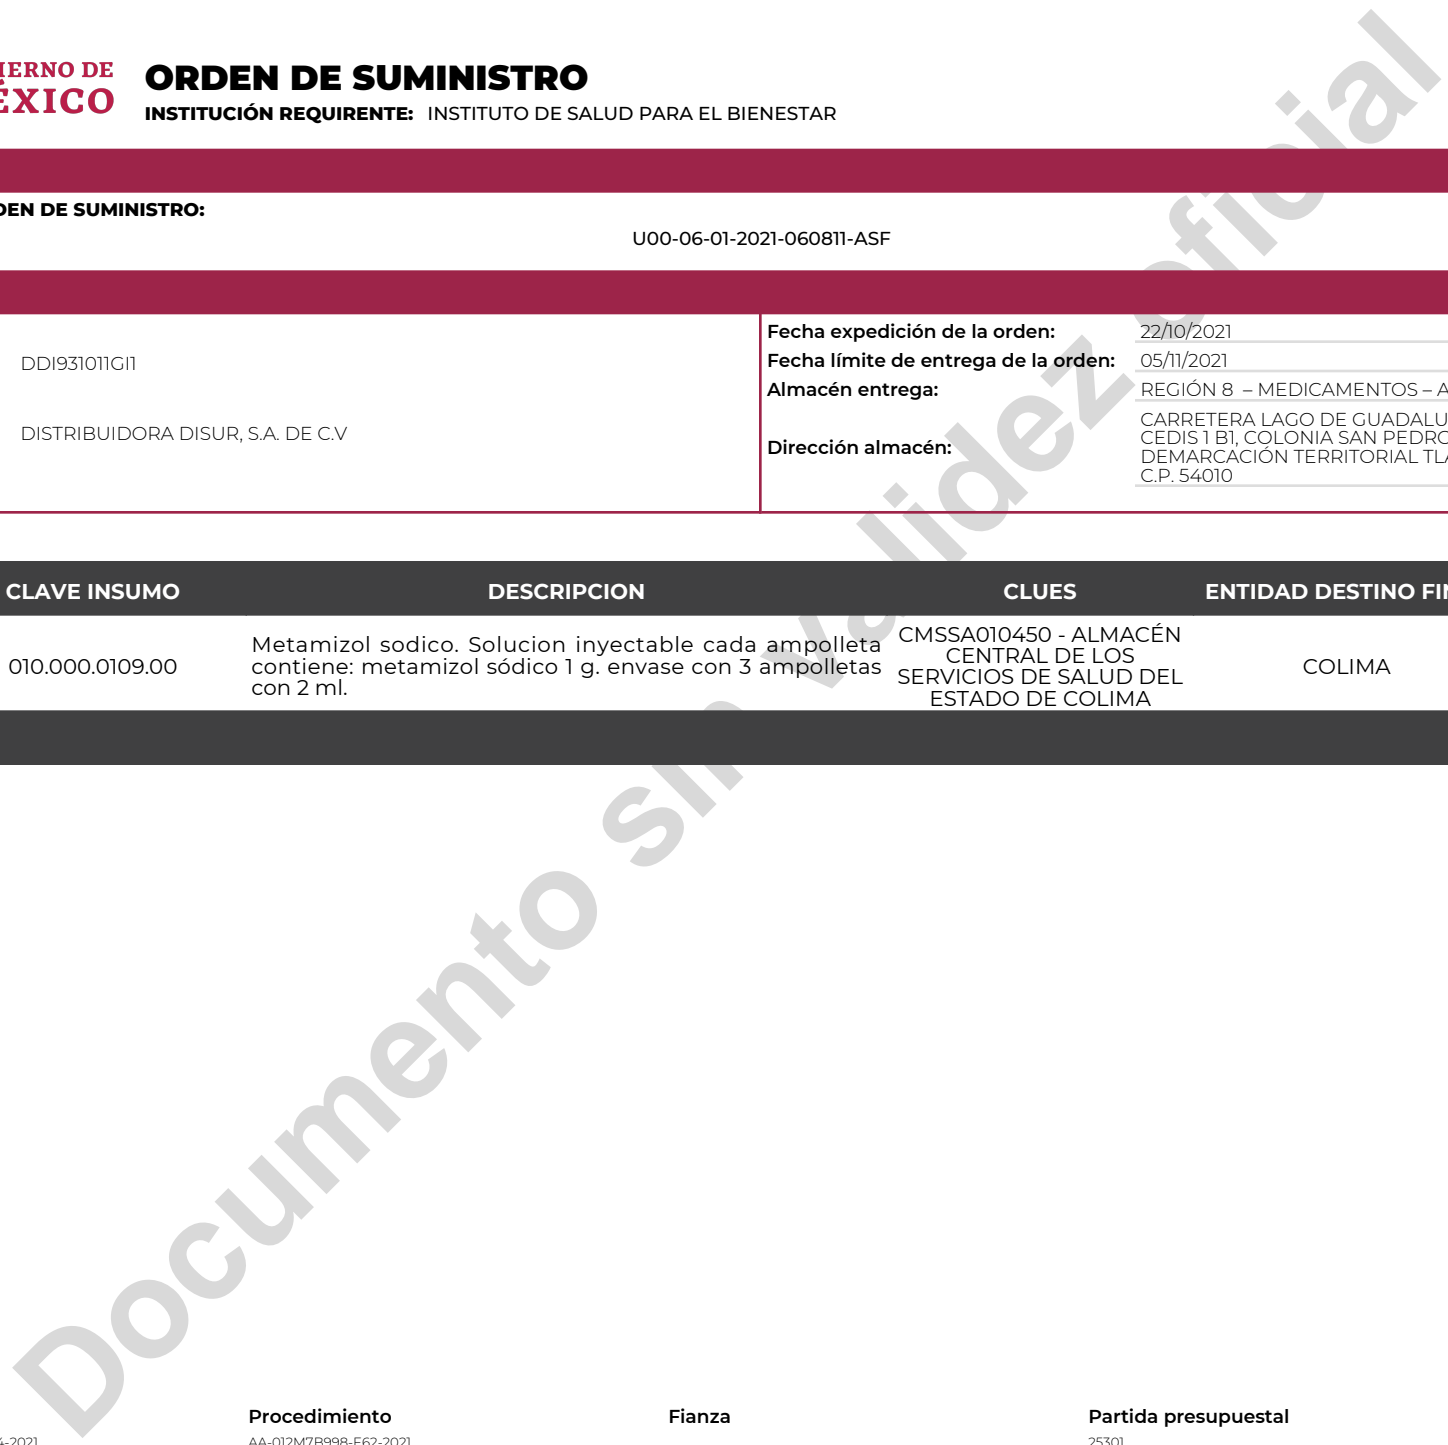 IERNO DE
ÉXICO
ORDEN DE SUMINISTRO
INSTITUCIÓN REQUIRENTE: INSTITUTO DE SALUD PARA EL BIENESTAR
DEN DE SUMINISTRO:
U00-06-01-2021-060811-ASF
DDI931011GI1
DISTRIBUIDORA DISUR, S.A. DE C.V
Fecha expedición de la orden: 22/10/2021
Fecha límite de entrega de la orden: 05/11/2021
Almacén entrega: REGIÓN 8 – MEDICAMENTOS – A
Dirección almacén:
CARRETERA LAGO DE GUADALU
CEDIS 1 B1, COLONIA SAN PEDRO
DEMARCACIÓN TERRITORIAL TLA
C.P. 54010
CLAVE INSUMO DESCRIPCION CLUES ENTIDAD DESTINO FIN
010.000.0109.00
Metamizol sodico. Solucion inyectable cada ampolleta
contiene: metamizol sódico 1 g. envase con 3 ampolletas
con 2 ml.
CMSSA010450 - ALMACÉN
CENTRAL DE LOS
SERVICIOS DE SALUD DEL
ESTADO DE COLIMA
COLIMA
Documento sin validez oficial
Procedimiento Fianza Partida presupuestal
4-2021 AA-012M7B998-E62-2021 25301